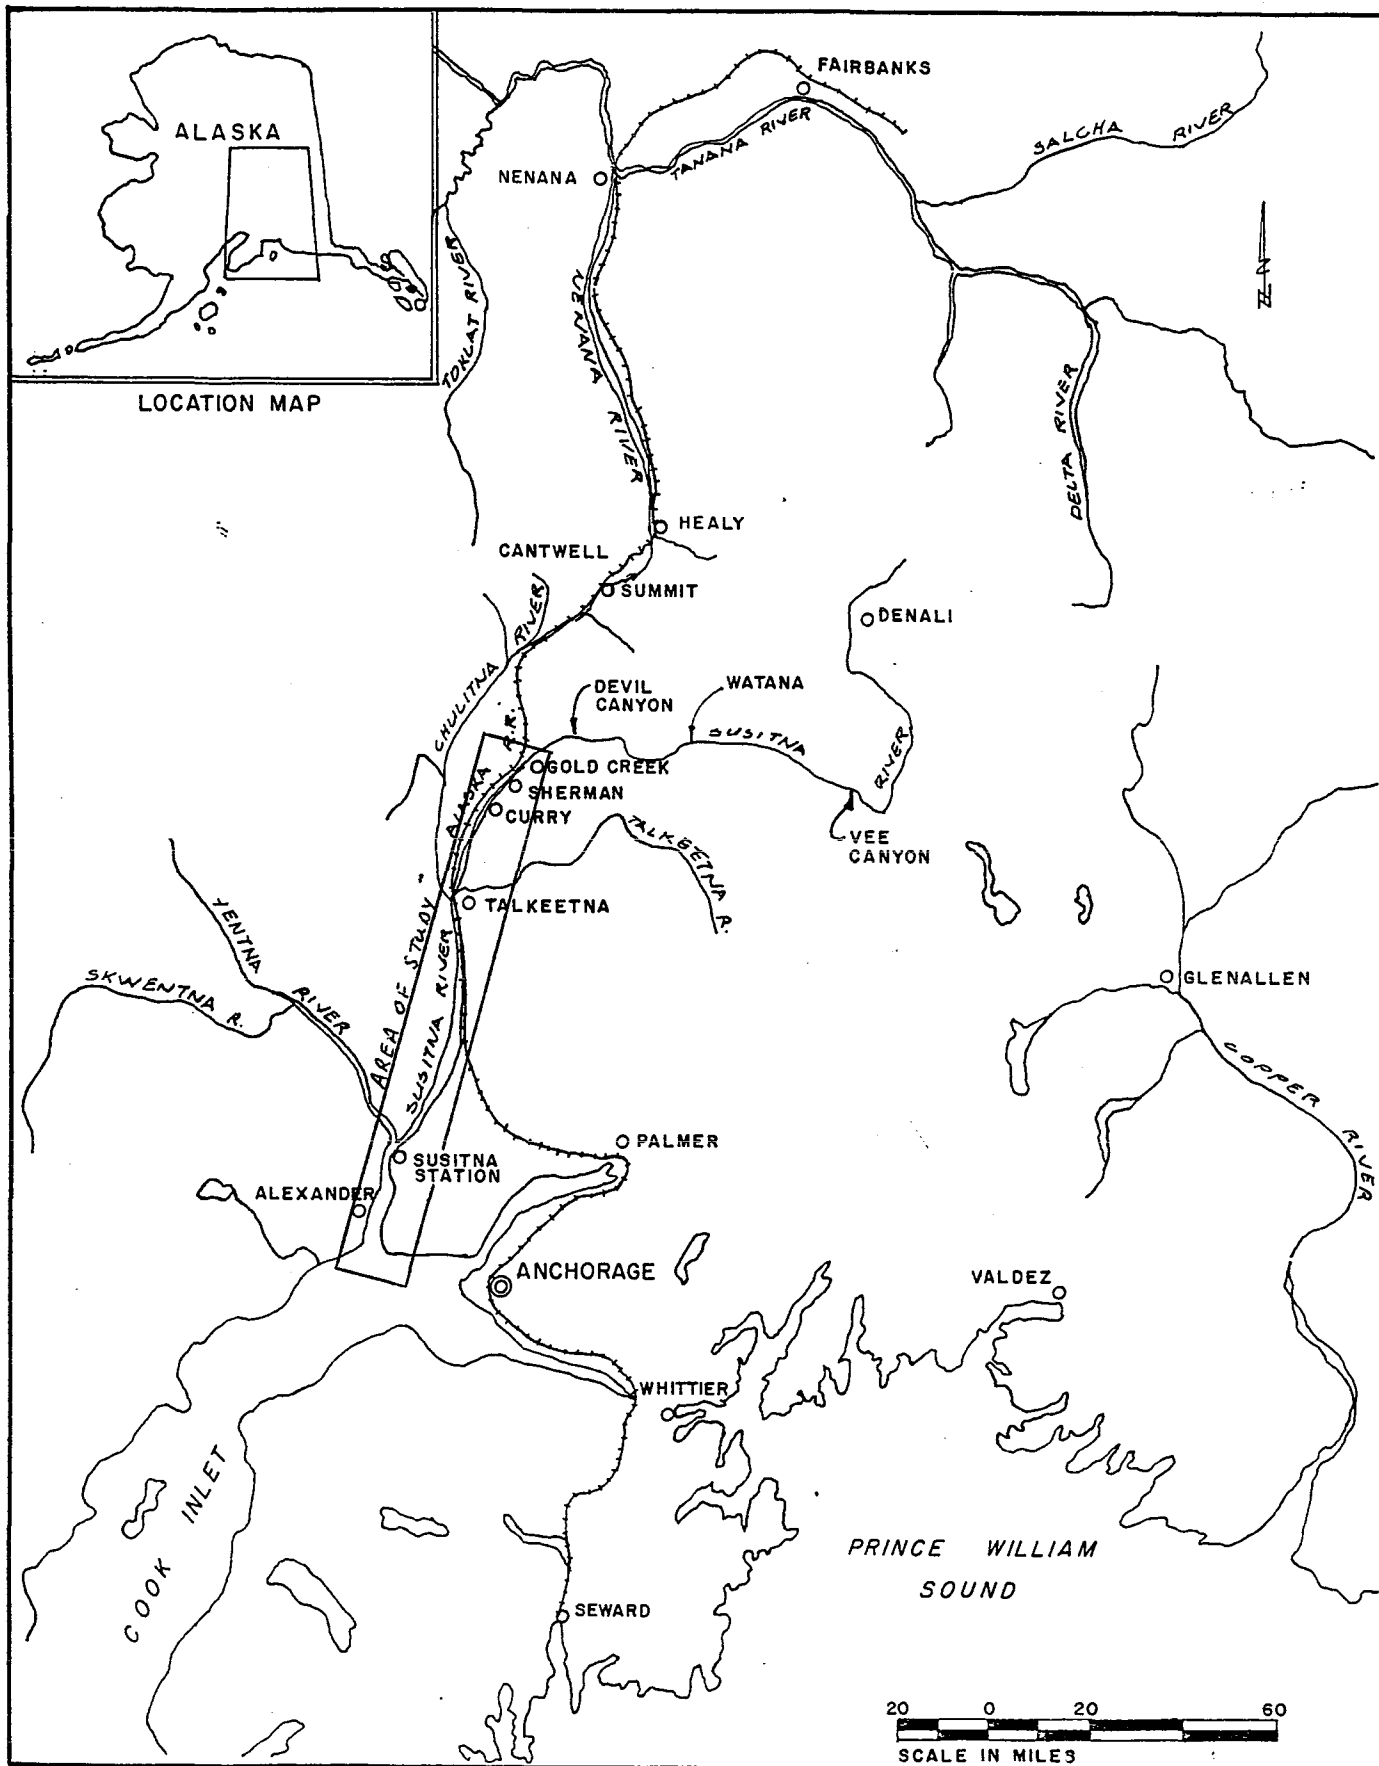 ALASKA
LOCATION MAP
FAIRBANKS
TANANA RIVER
SALCHA RIVER
NENANA
N
TOKLAT RIVER
NENANA RIVER
DELTA RIVER
HEALY
CANTWELL
SUMMIT
DENALI
CHULITNA RIVER
DEVIL
CANYON
WATANA
SUSITNA RIVER
ALASKA R.R.
GOLD CREEK
SHERMAN
CURRY
VEE
CANYON
TALKEETNA R.
TALKEETNA
YENTNA RIVER
SKWENTNA R.
AREA OF STUDY
SUSITNA RIVER
GLENALLEN
COPPER RIVER
PALMER
SUSITNA
STATION
ALEXANDER
ANCHORAGE
VALDEZ
WHITTIER
COOK INLET
PRINCE WILLIAM
SOUND
SEWARD
20 0 20 60
SCALE IN MILES